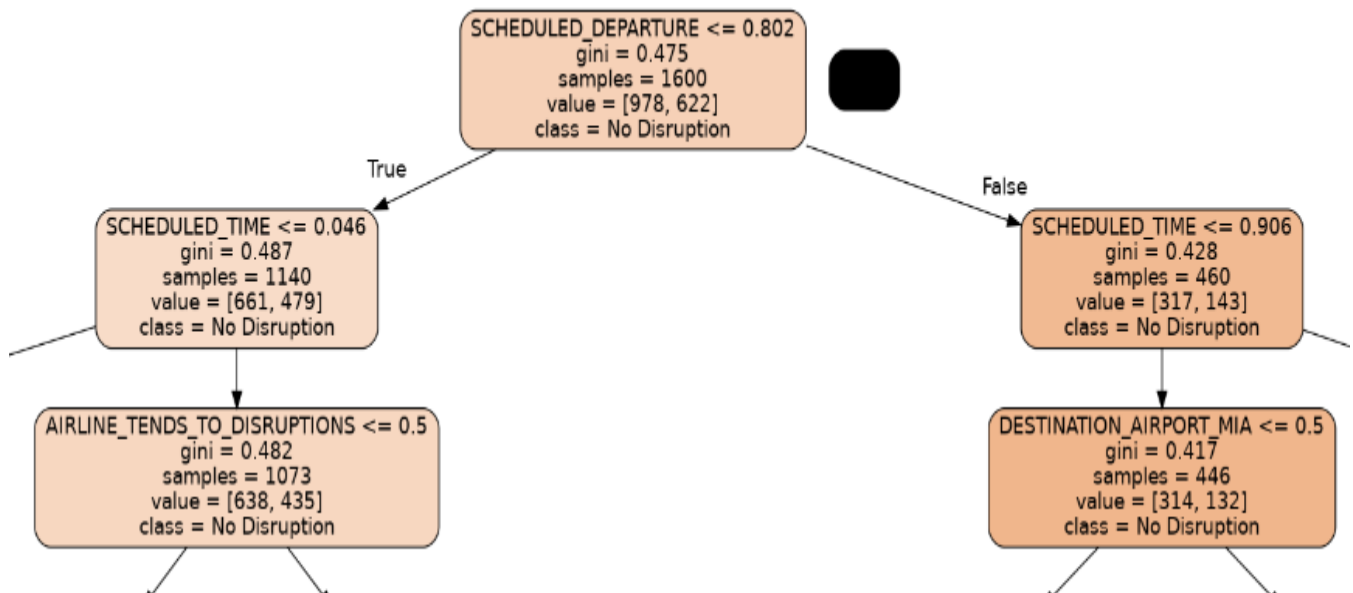 SCHEDULED_DEPARTURE <= 0.802
gini = 0.475
samples = 1600
value = [978, 622]
class = No Disruption
True
False
SCHEDULED_TIME <= 0.046
gini = 0.487
samples = 1140
value = [661, 479]
class = No Disruption
SCHEDULED_TIME <= 0.906
gini = 0.428
samples = 460
value = [317, 143]
class = No Disruption
AIRLINE_TENDS_TO_DISRUPTIONS <= 0.5
gini = 0.482
samples = 1073
value = [638, 435]
class = No Disruption
DESTINATION_AIRPORT_MIA <= 0.5
gini = 0.417
samples = 446
value = [314, 132]
class = No Disruption